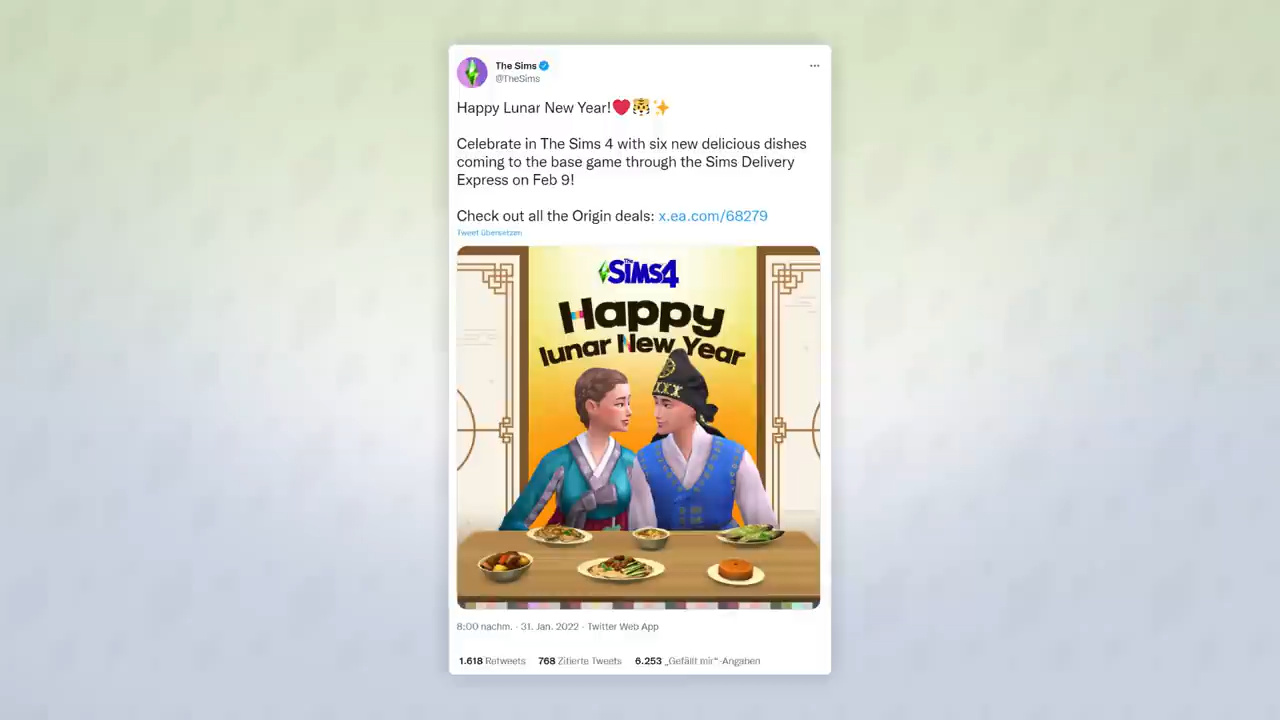 The Sims
@TheSims
Happy Lunar New Year!❤️🐯✨
Celebrate in The Sims 4 with six new delicious dishes
coming to the base game through the Sims Delivery
Express on Feb 9!
Check out all the Origin deals: x.ea.com/68279
Tweet übersetzen
The Sims 4
Happy
lunar New Year
8:00 nachm. · 31. Jan. 2022 · Twitter Web App
1.618 Retweets 768 Zitierte Tweets 6.253 „Gefällt mir“-Angaben